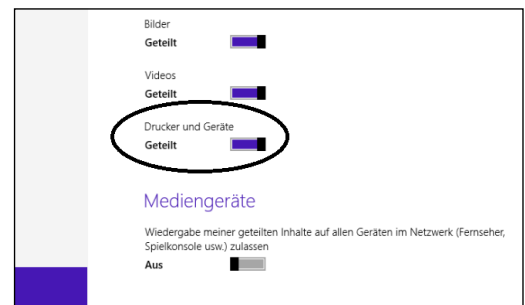 Bilder
Geteilt
Videos
Geteilt
Drucker und Geräte
Geteilt
Mediengeräte
Wiedergabe meiner geteilten Inhalte auf allen Geräten im Netzwerk (Fernseher,
Spielkonsole usw.) zulassen
Aus